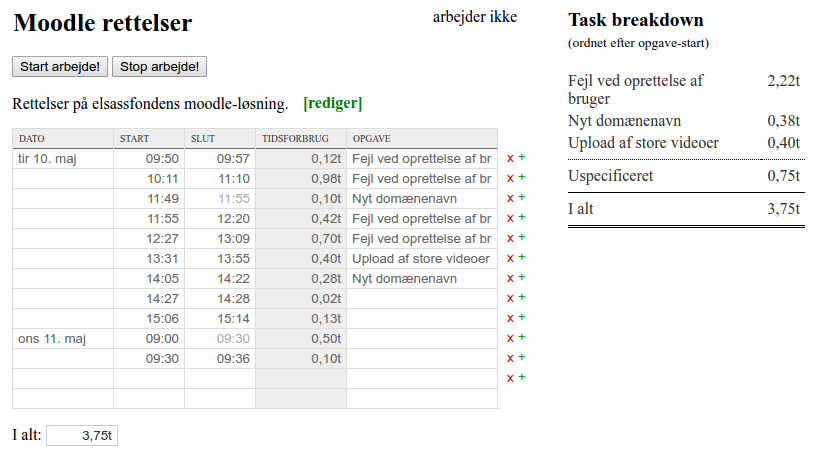 Moodle rettelser
arbejder ikke
Start arbejde! Stop arbejde!
Rettelser på elsassfondens moodle-løsning. [rediger]
DATO START SLUT TIDSFORBRUG OPGAVE
tir 10. maj 09:50 09:57 0,12t Fejl ved oprettelse af br x +
10:11 11:10 0,98t Fejl ved oprettelse af br x +
11:49 11:55 0,10t Nyt domænenavn x +
11:55 12:20 0,42t Fejl ved oprettelse af br x +
12:27 13:09 0,70t Fejl ved oprettelse af br x +
13:31 13:55 0,40t Upload af store videoer x +
14:05 14:22 0,28t Nyt domænenavn x +
14:27 14:28 0,02t x +
15:06 15:14 0,13t x +
ons 11. maj 09:00 09:30 0,50t x +
09:30 09:36 0,10t x +
x +
I alt: 3,75t
Task breakdown
(ordnet efter opgave-start)
Fejl ved oprettelse af 2,22t
bruger
Nyt domænenavn 0,38t
Upload af store videoer 0,40t
Uspecificeret 0,75t
I alt 3,75t